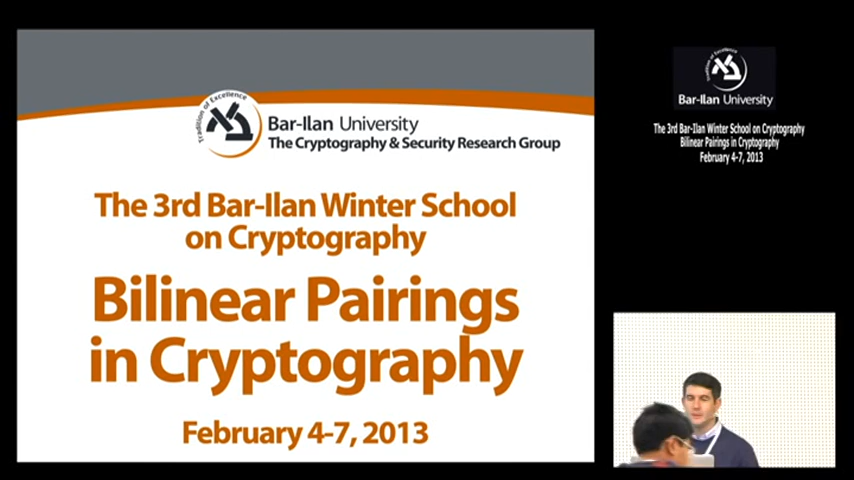 Tradition of Excellence
Bar-Ilan University
The Cryptography & Security Research Group
The 3rd Bar-Ilan Winter School
on Cryptography
Bilinear Pairings
in Cryptography
February 4-7, 2013
Tradition of Excellence
Bar-Ilan University
The 3rd Bar-Ilan Winter School on Cryptography
Bilinear Pairings in Cryptography
February 4-7, 2013